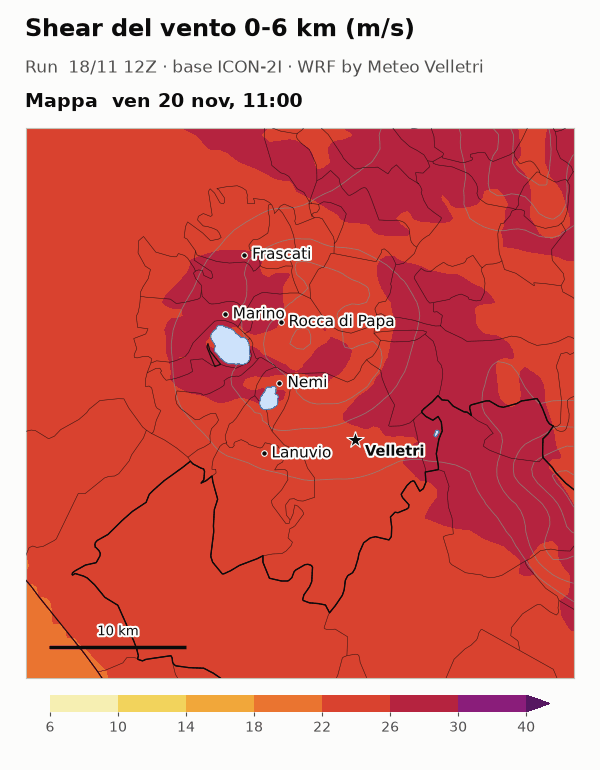 Shear del vento 0-6 km (m/s)
Run  18/11 12Z · base ICON-2I · WRF by Meteo Velletri
Mappa  ven 20 nov, 11:00
Frascati
Marino
Rocca di Papa
Nemi
Velletri
Lanuvio
10 km
6 10 14 18 22 26 30 40